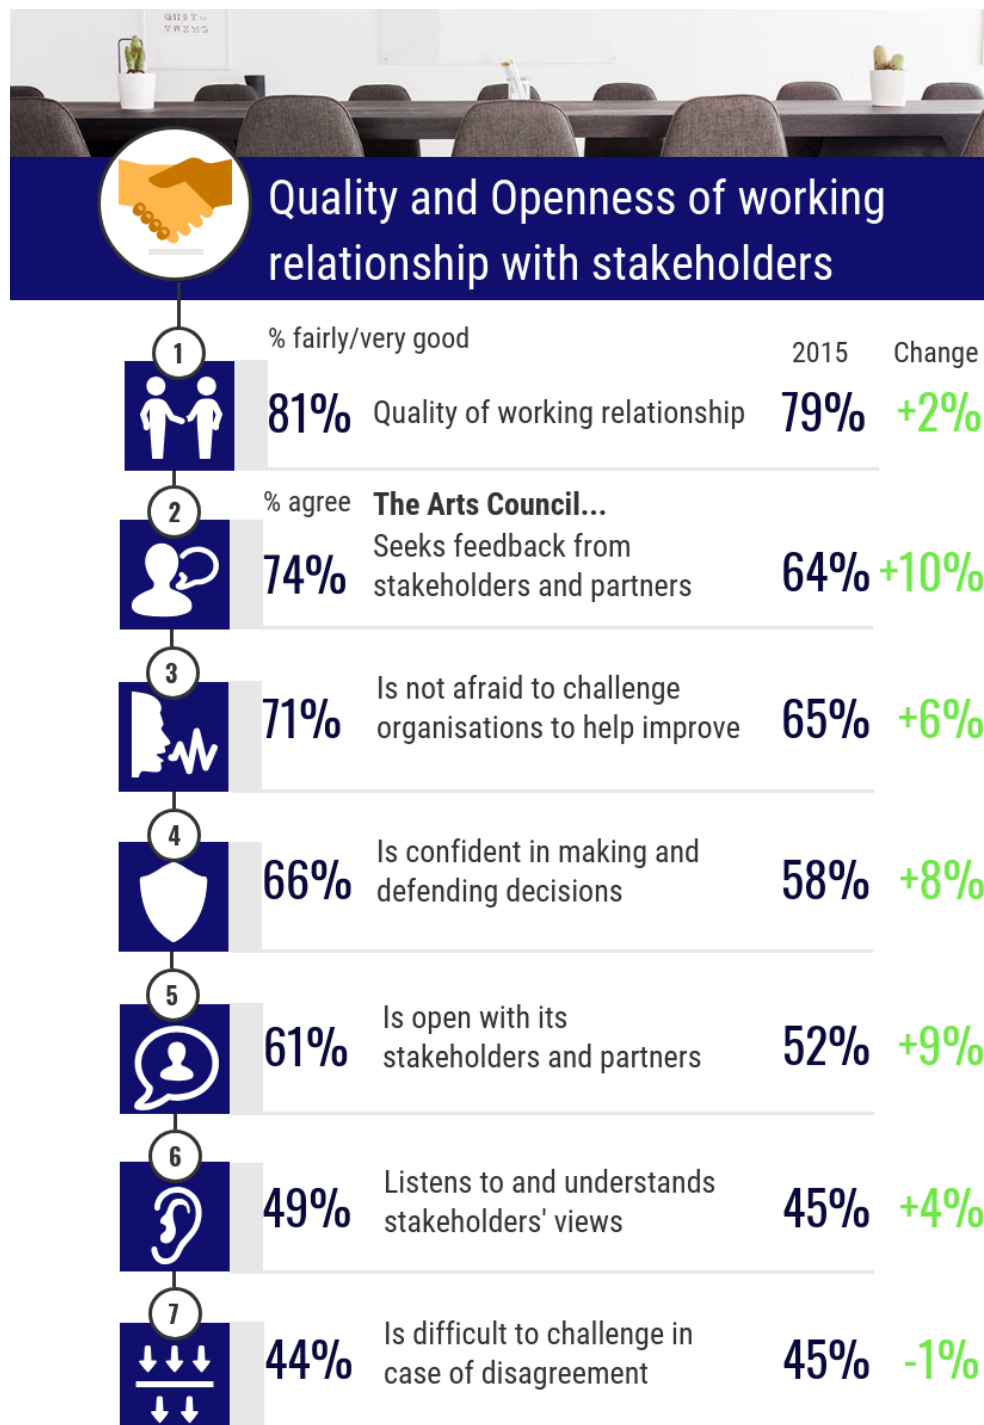 Quality and Openness of working
relationship with stakeholders
% fairly/very good
2015 Change
1
81% Quality of working relationship 79% +2%
% agree The Arts Council...
2
74% Seeks feedback from
stakeholders and partners 64% +10%
3
71% Is not afraid to challenge
organisations to help improve 65% +6%
4
66% Is confident in making and
defending decisions 58% +8%
5
61% Is open with its
stakeholders and partners 52% +9%
6
49% Listens to and understands
stakeholders' views 45% +4%
7
44% Is difficult to challenge in
case of disagreement 45% -1%